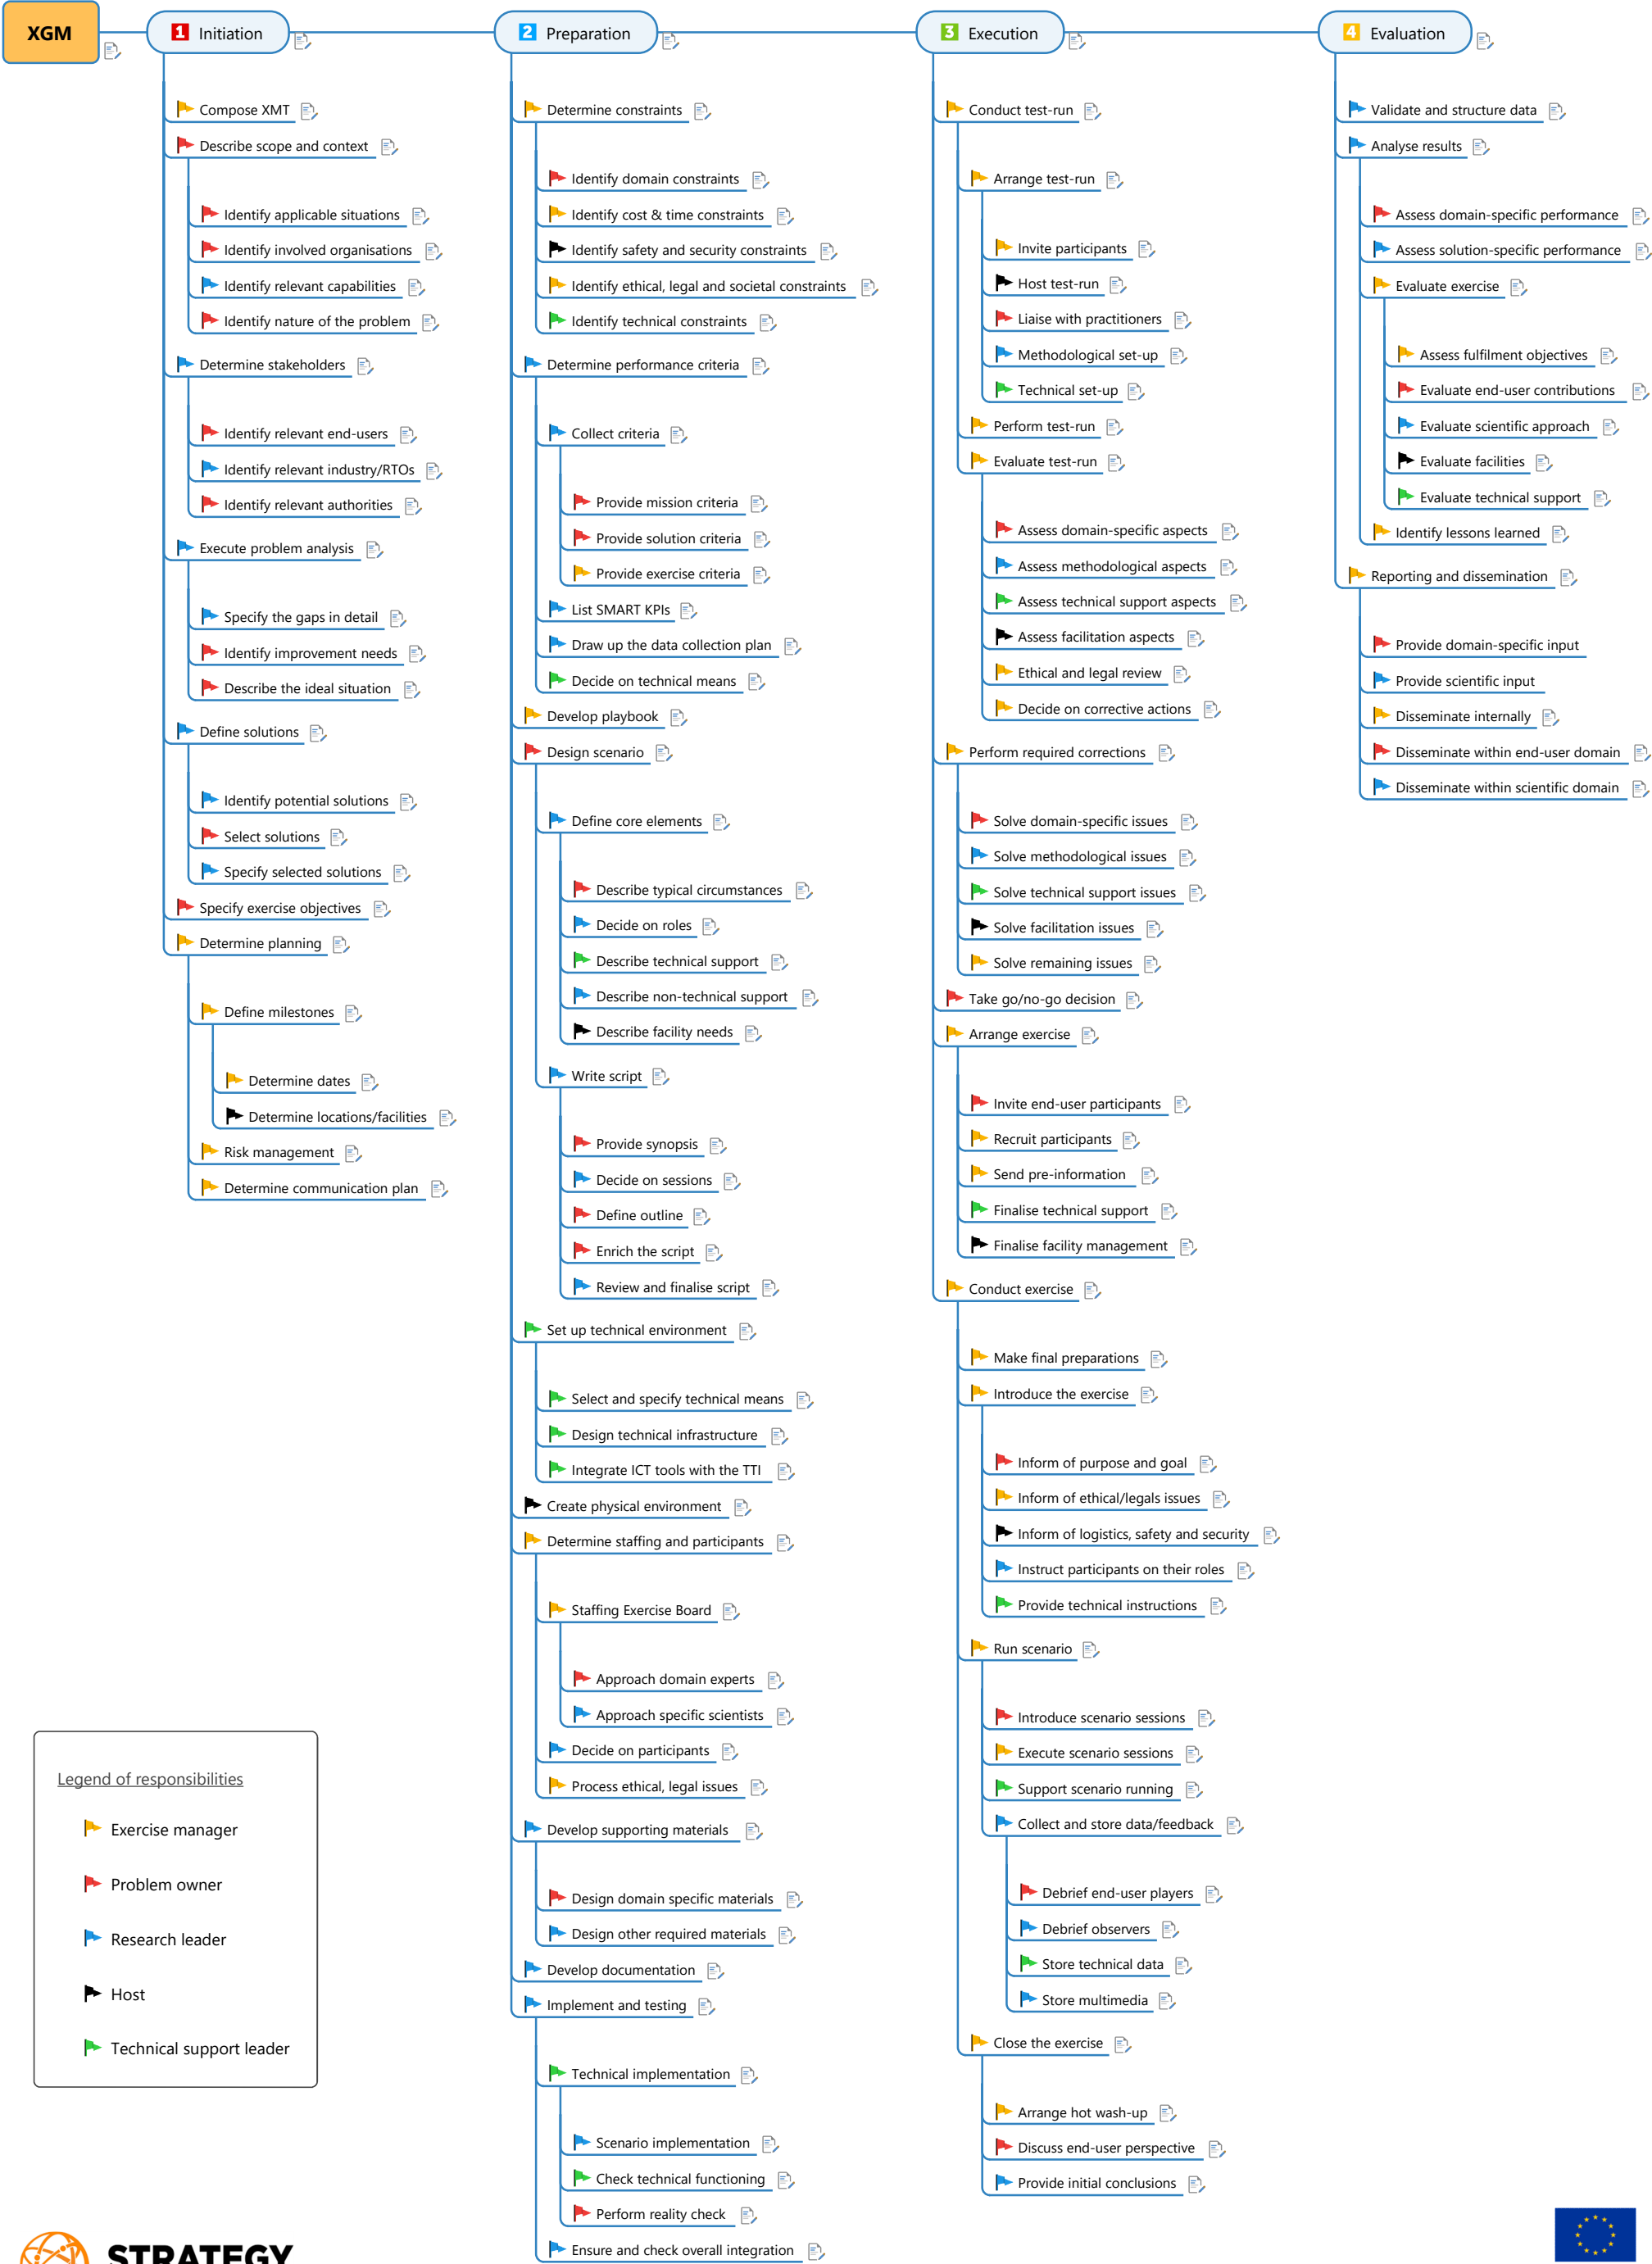 XGM
1 Initiation
Compose XMT
Describe scope and context
Identify applicable situations
Identify involved organisations
Identify relevant capabilities
Identify nature of the problem
Determine stakeholders
Identify relevant end-users
Identify relevant industry/RTOs
Identify relevant authorities
Execute problem analysis
Specify the gaps in detail
Identify improvement needs
Describe the ideal situation
Define solutions
Identify potential solutions
Select solutions
Specify selected solutions
Specify exercise objectives
Determine planning
Define milestones
Determine dates
Determine locations/facilities
Risk management
Determine communication plan
2 Preparation
Determine constraints
Identify domain constraints
Identify cost & time constraints
Identify safety and security constraints
Identify ethical, legal and societal constraints
Identify technical constraints
Determine performance criteria
Collect criteria
Provide mission criteria
Provide solution criteria
Provide exercise criteria
List SMART KPIs
Draw up the data collection plan
Decide on technical means
Develop playbook
Design scenario
Define core elements
Describe typical circumstances
Decide on roles
Describe technical support
Describe non-technical support
Describe facility needs
Write script
Provide synopsis
Decide on sessions
Define outline
Enrich the script
Review and finalise script
Set up technical environment
Select and specify technical means
Design technical infrastructure
Integrate ICT tools with the TTI
Create physical environment
Determine staffing and participants
Staffing Exercise Board
Approach domain experts
Approach specific scientists
Decide on participants
Process ethical, legal issues
Develop supporting materials
Design domain specific materials
Design other required materials
Develop documentation
Implement and testing
Technical implementation
Scenario implementation
Check technical functioning
Perform reality check
Ensure and check overall integration
3 Execution
Conduct test-run
Arrange test-run
Invite participants
Host test-run
Liaise with practitioners
Methodological set-up
Technical set-up
Perform test-run
Evaluate test-run
Assess domain-specific aspects
Assess methodological aspects
Assess technical support aspects
Assess facilitation aspects
Ethical and legal review
Decide on corrective actions
Perform required corrections
Solve domain-specific issues
Solve methodological issues
Solve technical support issues
Solve facilitation issues
Solve remaining issues
Take go/no-go decision
Arrange exercise
Invite end-user participants
Recruit participants
Send pre-information
Finalise technical support
Finalise facility management
Conduct exercise
Make final preparations
Introduce the exercise
Inform of purpose and goal
Inform of ethical/legals issues
Inform of logistics, safety and security
Instruct participants on their roles
Provide technical instructions
Run scenario
Introduce scenario sessions
Execute scenario sessions
Support scenario running
Collect and store data/feedback
Debrief end-user players
Debrief observers
Store technical data
Store multimedia
Close the exercise
Arrange hot wash-up
Discuss end-user perspective
Provide initial conclusions
4 Evaluation
Validate and structure data
Analyse results
Assess domain-specific performance
Assess solution-specific performance
Evaluate exercise
Assess fulfilment objectives
Evaluate end-user contributions
Evaluate scientific approach
Evaluate facilities
Evaluate technical support
Identify lessons learned
Reporting and dissemination
Provide domain-specific input
Provide scientific input
Disseminate internally
Disseminate within end-user domain
Disseminate within scientific domain
Legend of responsibilities
Exercise manager
Problem owner
Research leader
Host
Technical support leader
STRATEGY